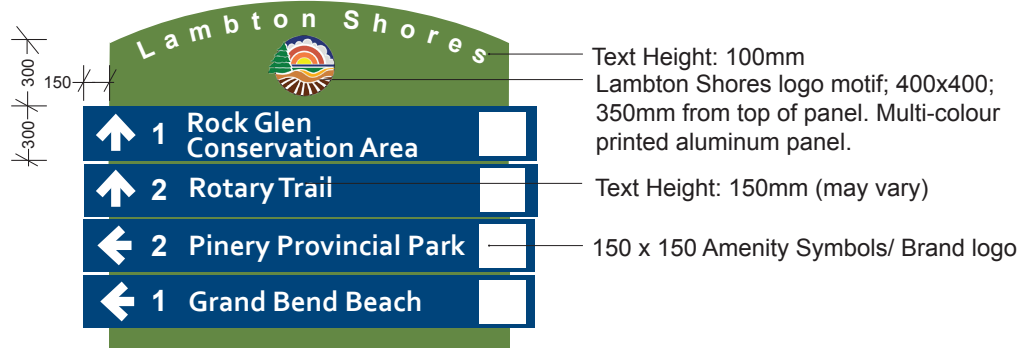 Lambton Shores
300
150
300
1 Rock Glen
Conservation Area
2 Rotary Trail
2 Pinery Provincial Park
1 Grand Bend Beach
Text Height: 100mm
Lambton Shores logo motif; 400x400;
350mm from top of panel. Multi-colour
printed aluminum panel.
Text Height: 150mm (may vary)
150 x 150 Amenity Symbols/ Brand logo